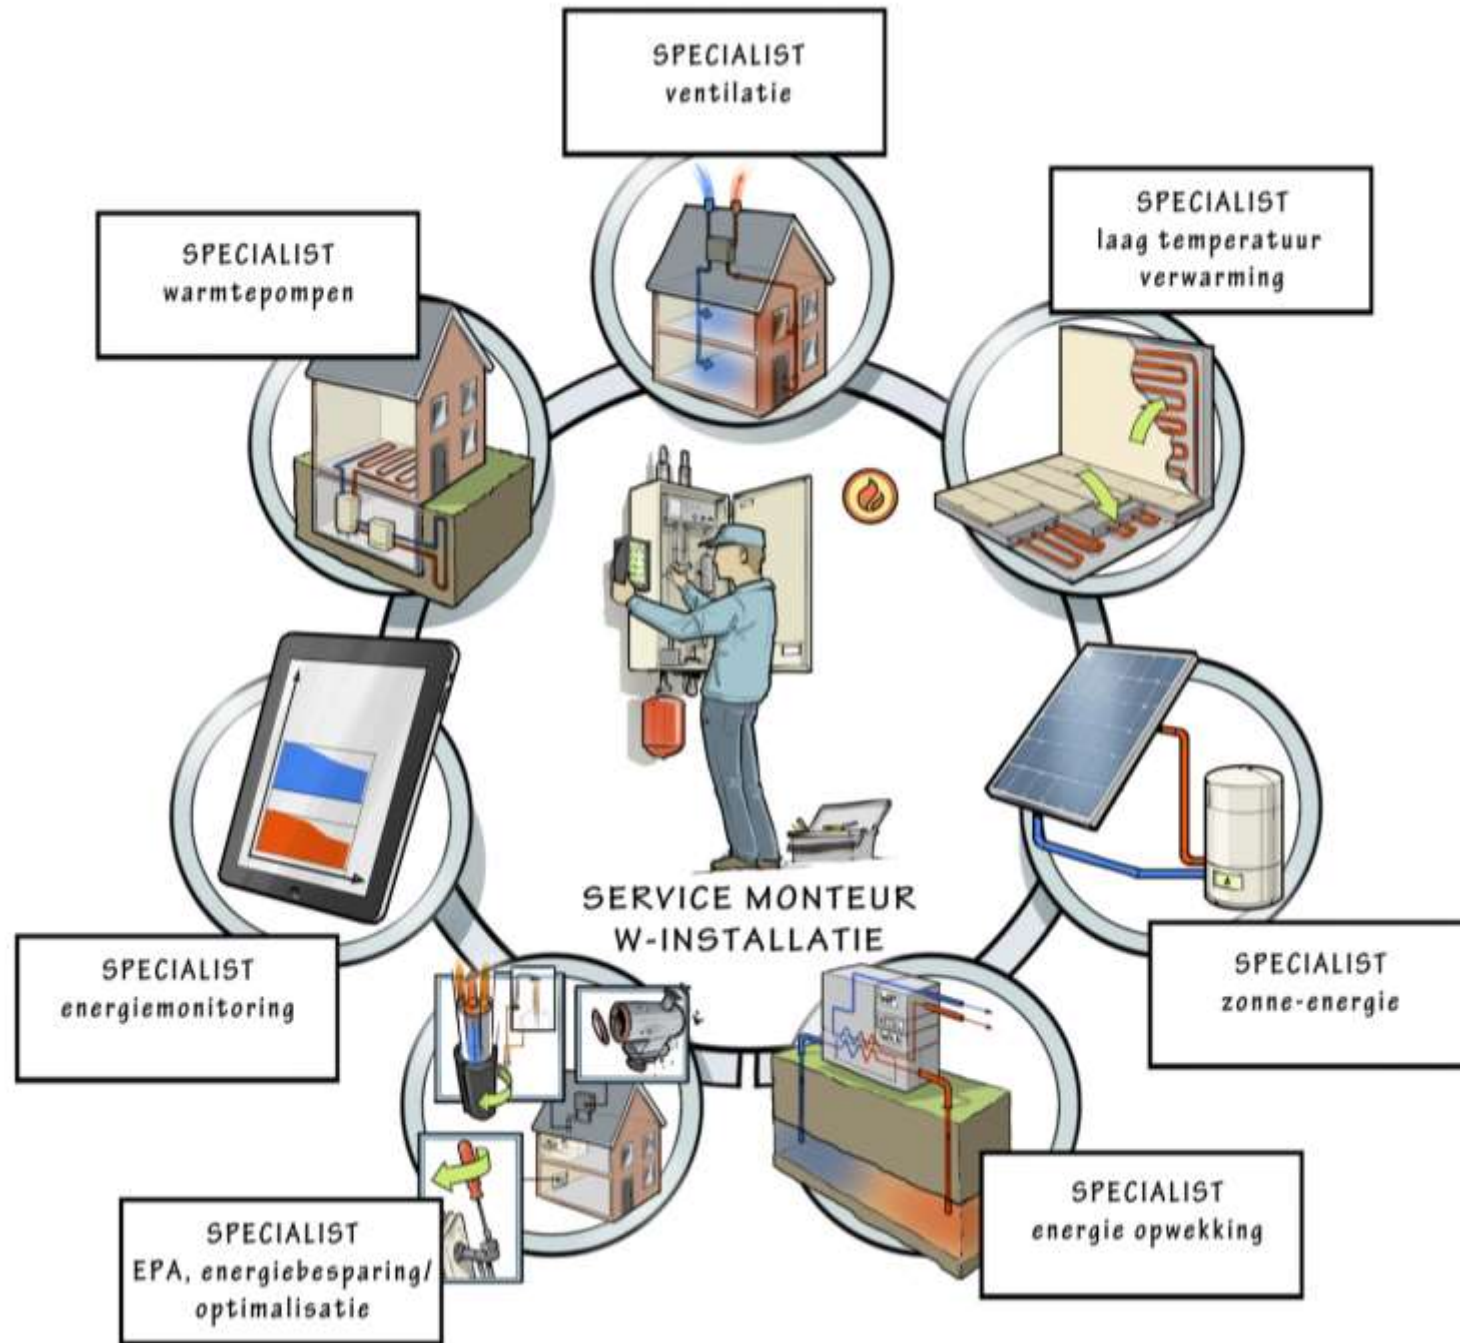 SPECIALIST
ventilatie
SPECIALIST
laag temperatuur
verwarming
SPECIALIST
warmtepompen
SERVICE MONTEUR
W-INSTALLATIE
SPECIALIST
energiemonitoring
SPECIALIST
zonne-energie
SPECIALIST
energie opwekking
SPECIALIST
EPA, energiebesparing/
optimalisatie